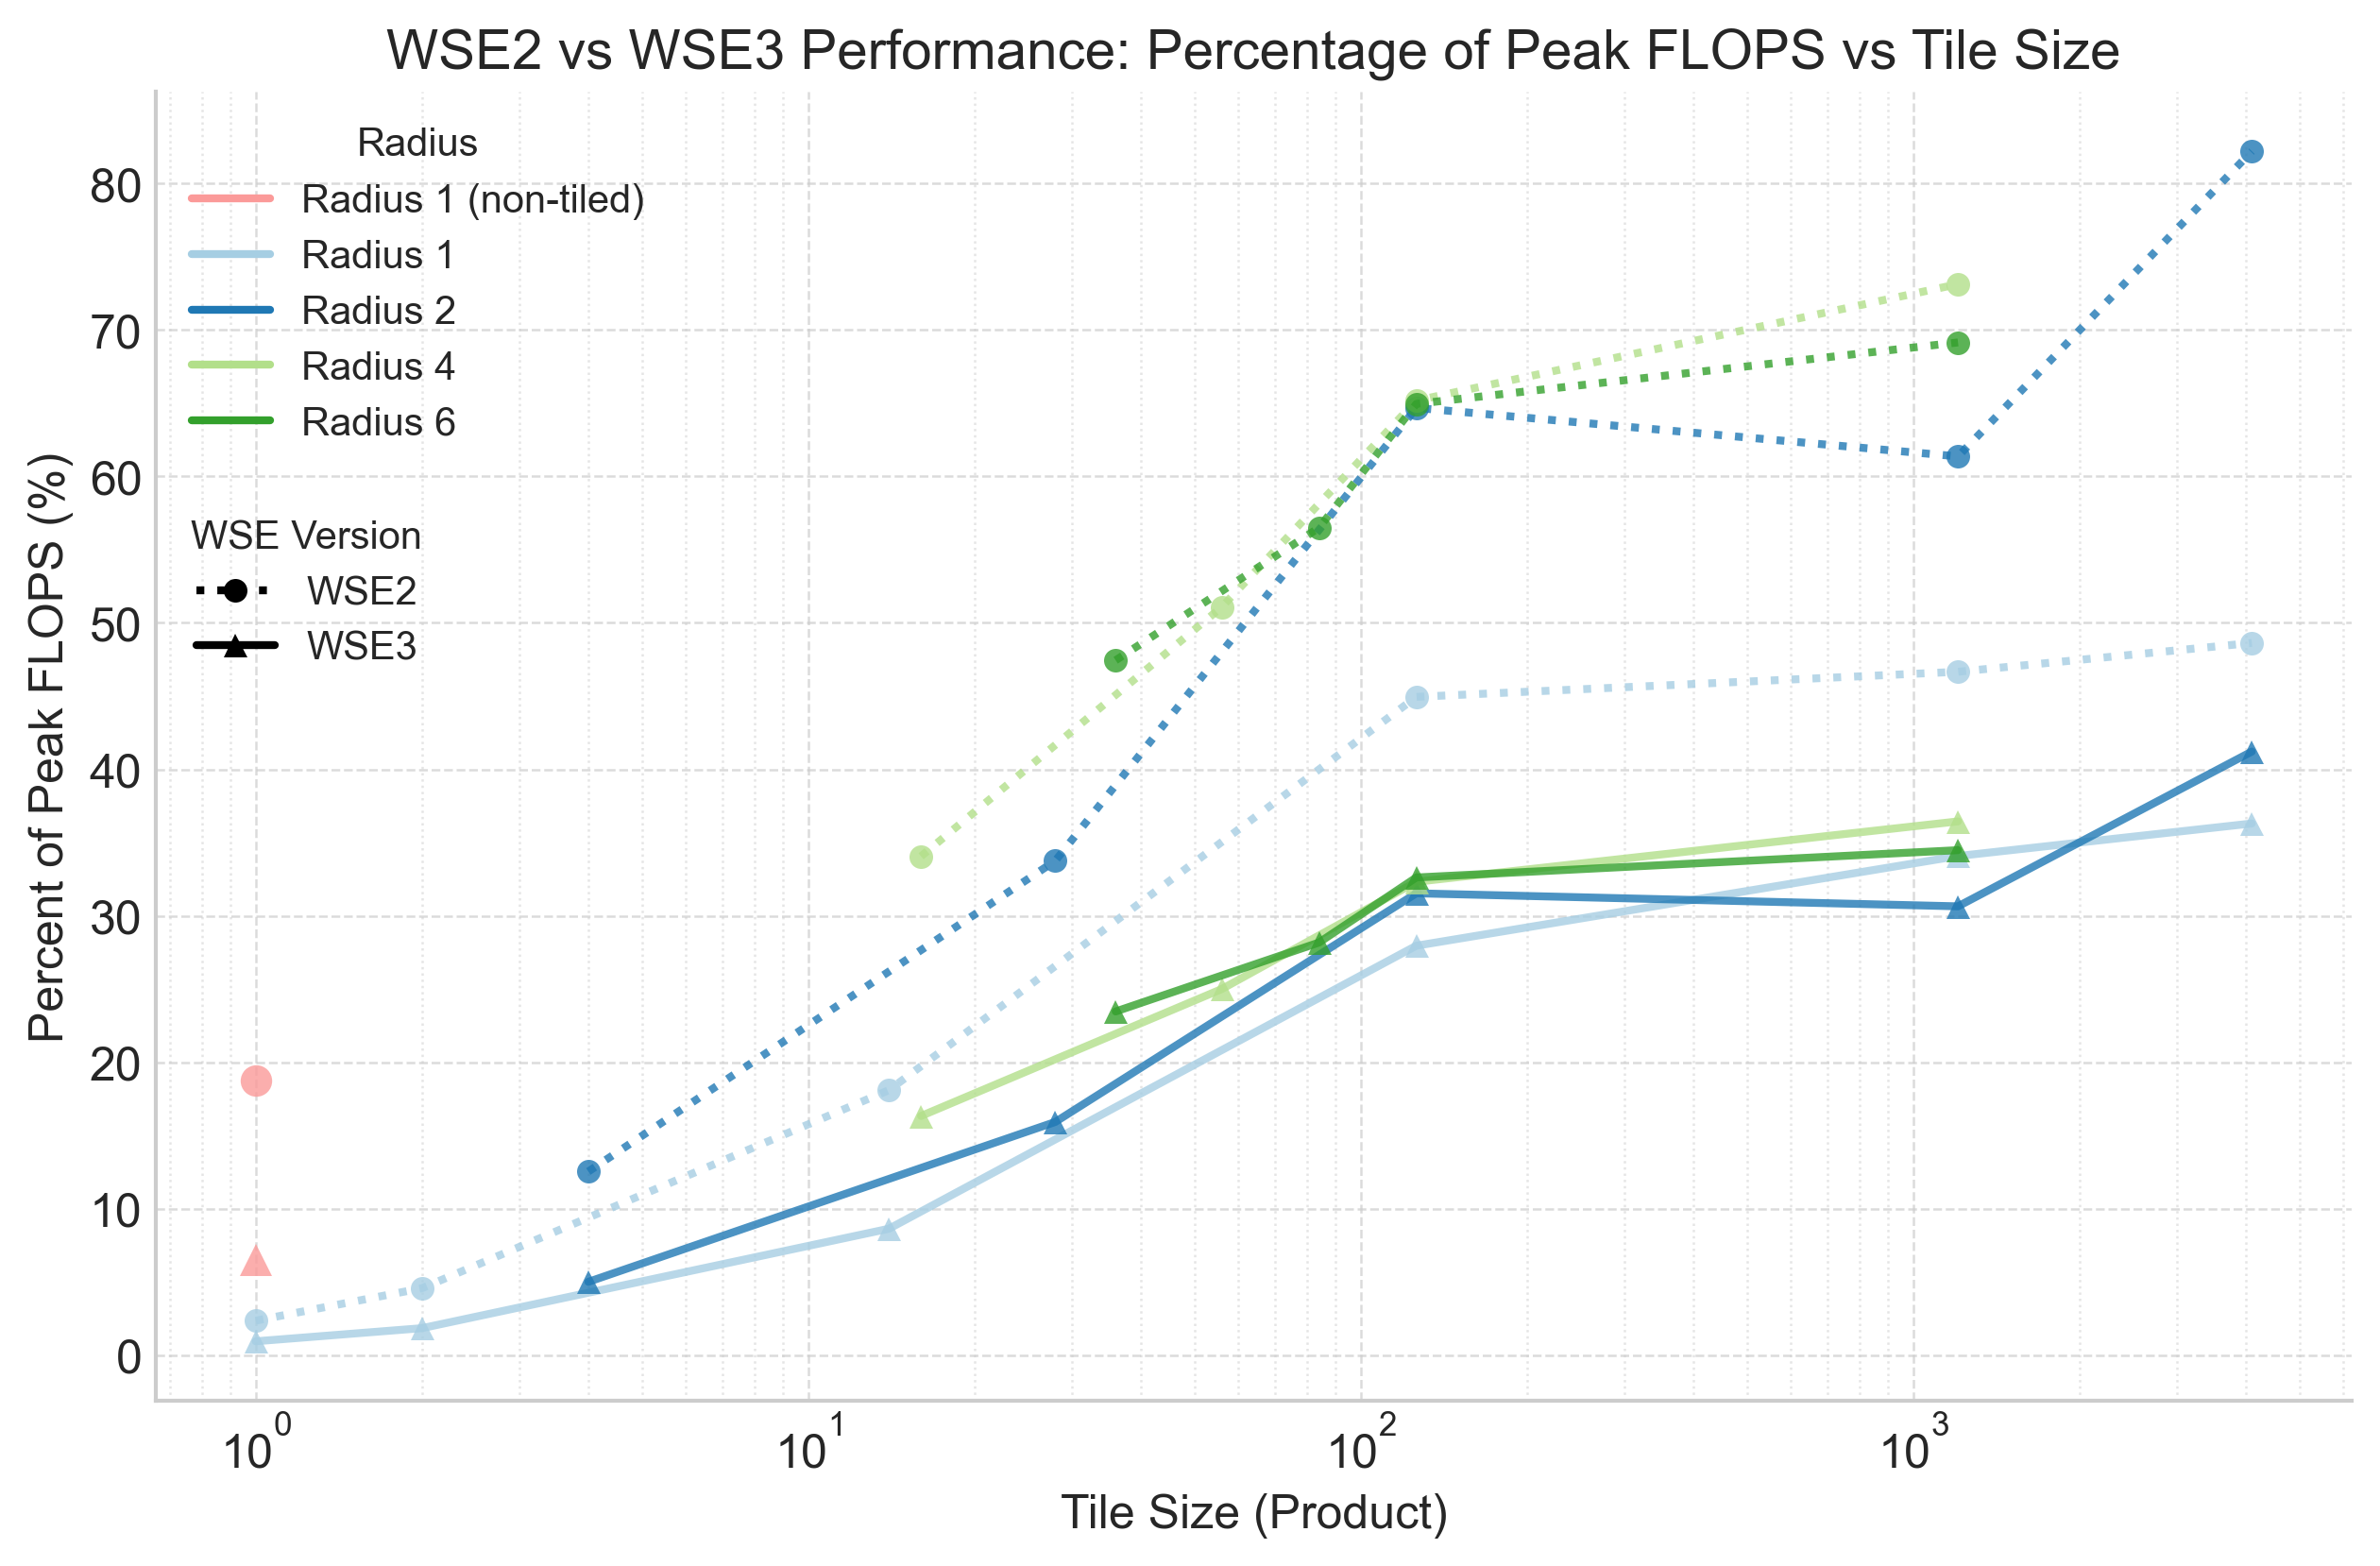 WSE2 vs WSE3 Performance: Percentage of Peak FLOPS vs Tile Size
Radius
Radius 1 (non-tiled)
Radius 1
Radius 2
Radius 4
Radius 6
WSE Version
WSE2
WSE3
Percent of Peak FLOPS (%)
80
70
60
50
40
30
20
10
0
10^0
10^1
10^2
10^3
Tile Size (Product)